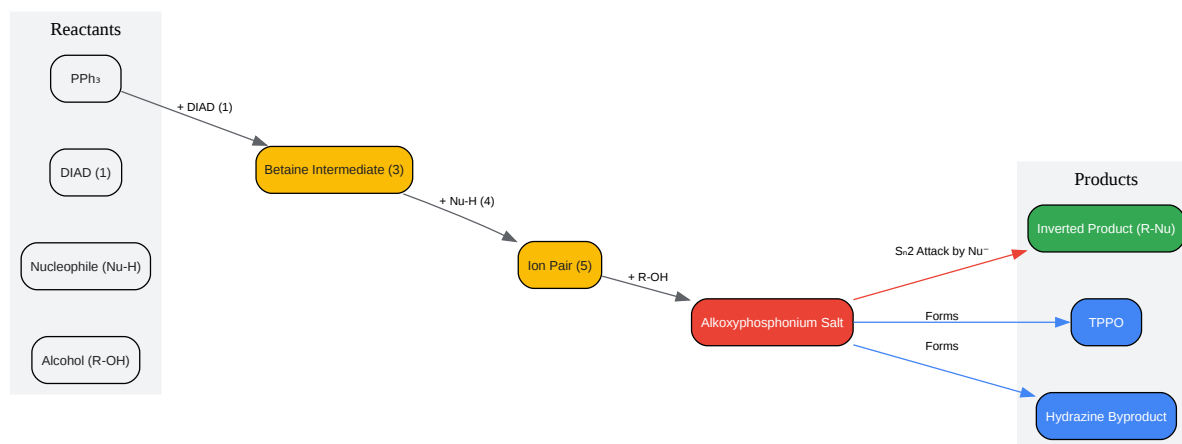 Reactants
PPh₃
DIAD (1)
Nucleophile (Nu-H)
Alcohol (R-OH)
+ DIAD (1)
Betaine Intermediate (3)
+ Nu-H (4)
Ion Pair (5)
+ R-OH
Alkoxyphosphonium Salt
Sₙ2 Attack by Nu⁻
Forms
Forms
Products
Inverted Product (R-Nu)
TPPO
Hydrazine Byproduct